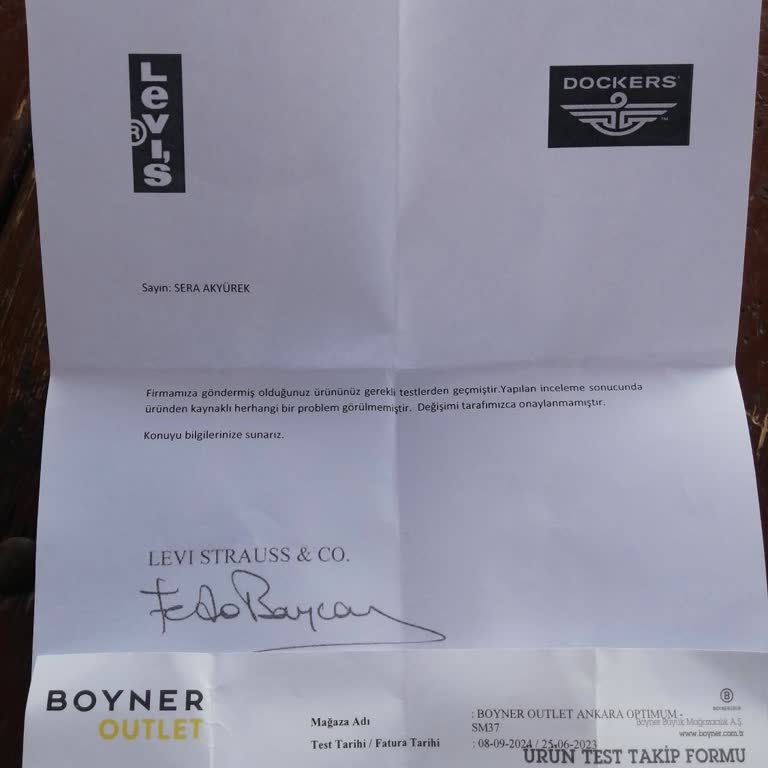 Levi's®
DOCKERS®
™
Sayın: SERA AKYÜREK
Firmamıza göndermiş olduğunuz ürününüz gerekli testlerden geçmiştir.Yapılan inceleme sonucunda
üründen kaynaklı herhangi bir problem görülmemiştir. Değişimi tarafımızca onaylanmamıştır.
Konuyu bilgilerinize sunarız.
LEVI STRAUSS & CO.
BOYNER
OUTLET
Mağaza Adı : BOYNER OUTLET ANKARA OPTIMUM -
SM37
Test Tarihi / Fatura Tarihi : 08-09-2024 / 25-06-2023
B
Boyner Büyük Mağazacılık A.Ş.
www.boyner.com.tr
ÜRÜN TEST TAKİP FORMU